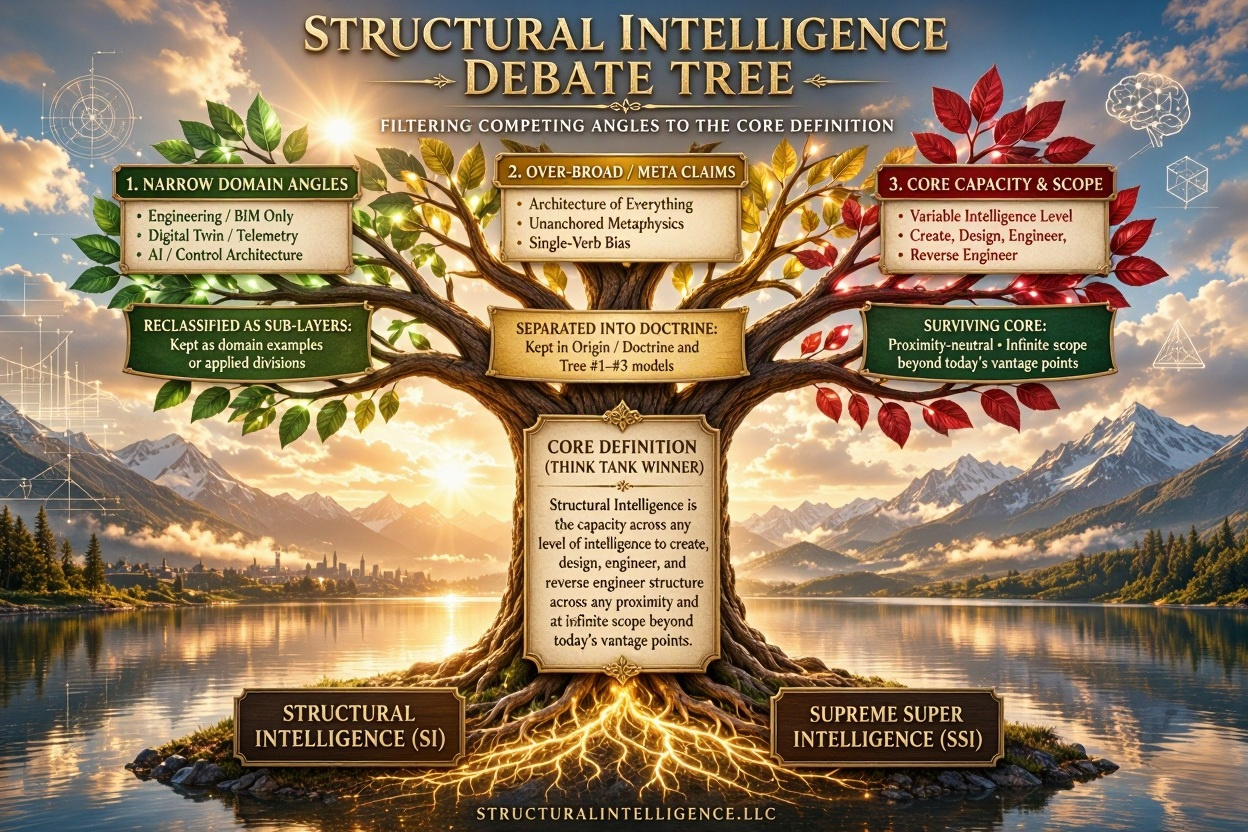 STRUCTURAL INTELLIGENCE
DEBATE TREE
FILTERING COMPETING ANGLES TO THE CORE DEFINITION
1. NARROW DOMAIN ANGLES
• Engineering / BIM Only
• Digital Twin / Telemetry
• AI / Control Architecture
RECLASSIFIED AS SUB-LAYERS:
Kept as domain examples
or applied divisions
2. OVER-BROAD / META CLAIMS
• Architecture of Everything
• Unanchored Metaphysics
• Single-Verb Bias
SEPARATED INTO DOCTRINE:
Kept in Origin / Doctrine and
Tree #1–#3 models
3. CORE CAPACITY & SCOPE
• Variable Intelligence Level
• Create, Design, Engineer,
• Reverse Engineer
SURVIVING CORE:
Proximity-neutral • Infinite scope
beyond today's vantage points
CORE DEFINITION
(THINK TANK WINNER)
Structural Intelligence is
the capacity across any
level of intelligence to create,
design, engineer, and
reverse engineer structure
across any proximity and
at infinite scope beyond
today's vantage points.
STRUCTURAL
INTELLIGENCE (SI)
SUPREME SUPER
INTELLIGENCE (SSI)
STRUCTURALINTELLIGENCE.LLC